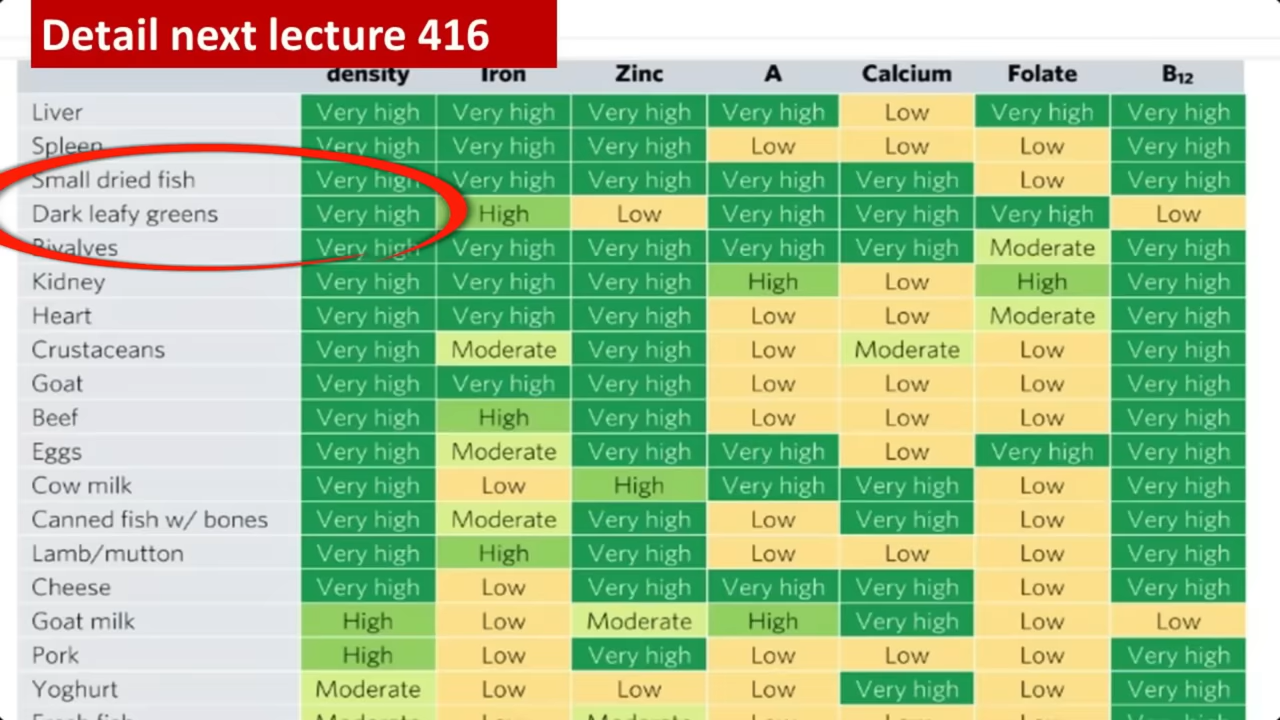 Detail next lecture 416
density Iron Zinc A Calcium Folate B₁₂
Liver Very high Very high Very high Very high Low Very high Very high
Spleen Very high Very high Very high Low Low Low Very high
Small dried fish Very high Very high Very high Very high Very high Low Very high
Dark leafy greens Very high High Low Very high Very high Very high Low
Bivalves Very high Very high Very high Very high Very high Moderate Very high
Kidney Very high Very high Very high High Low High Very high
Heart Very high Very high Very high Low Low Moderate Very high
Crustaceans Very high Moderate Very high Low Moderate Low Very high
Goat Very high Very high Very high Low Low Low Very high
Beef Very high High Very high Low Low Low Very high
Eggs Very high Moderate Very high Very high Low Very high Very high
Cow milk Very high Low High Very high Very high Low Very high
Canned fish w/ bones Very high Moderate Very high Low Very high Low Very high
Lamb/mutton Very high High Very high Low Low Low Very high
Cheese Very high Low Very high Very high Very high Low Very high
Goat milk High Low Moderate High Very high Low Low
Pork High Low Very high Low Low Low Very high
Yoghurt Moderate Low Low Low Very high Low Very high
Fresh fish Moderate Low Moderate Low Low Low Very high